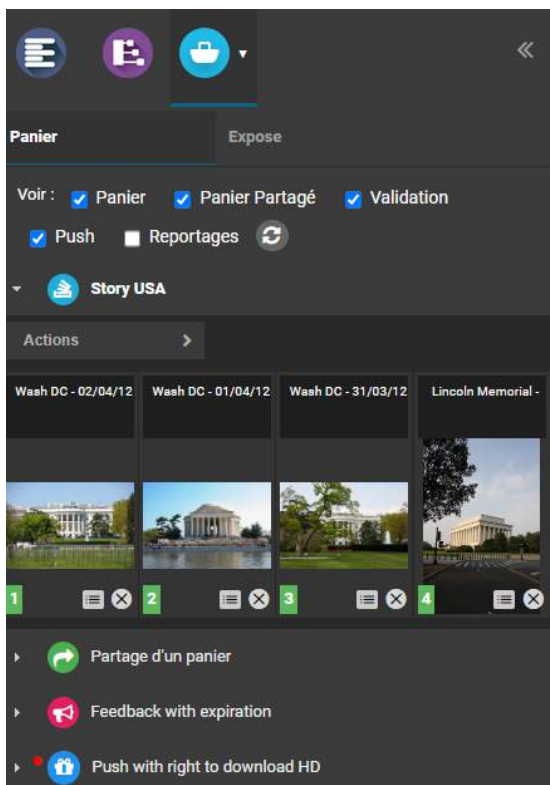 Panier Expose
Voir : Panier Panier Partagé Validation
Push Reportages
Story USA
Actions
Wash DC - 02/04/12 Wash DC - 01/04/12 Wash DC - 31/03/12 Lincoln Memorial -
1 2 3 4
Partage d'un panier
Feedback with expiration
Push with right to download HD